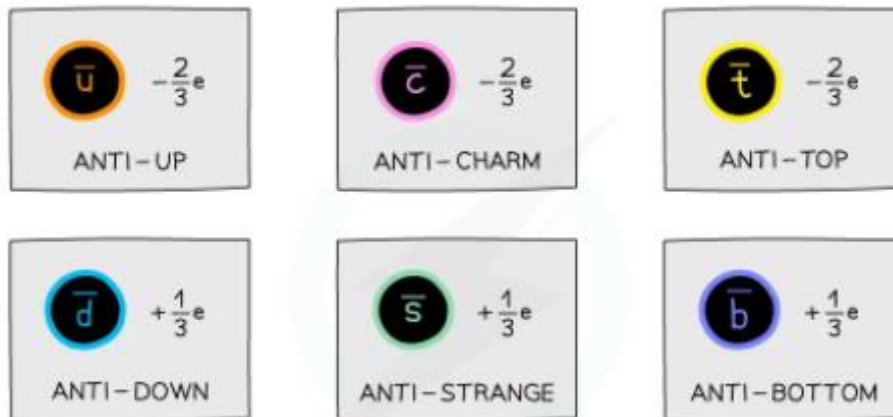 u̅ −2/3e
ANTI–UP
c̅ −2/3e
ANTI–CHARM
t̅ −2/3e
ANTI–TOP
d̅ +1/3e
ANTI–DOWN
s̅ +1/3e
ANTI–STRANGE
b̅ +1/3e
ANTI–BOTTOM